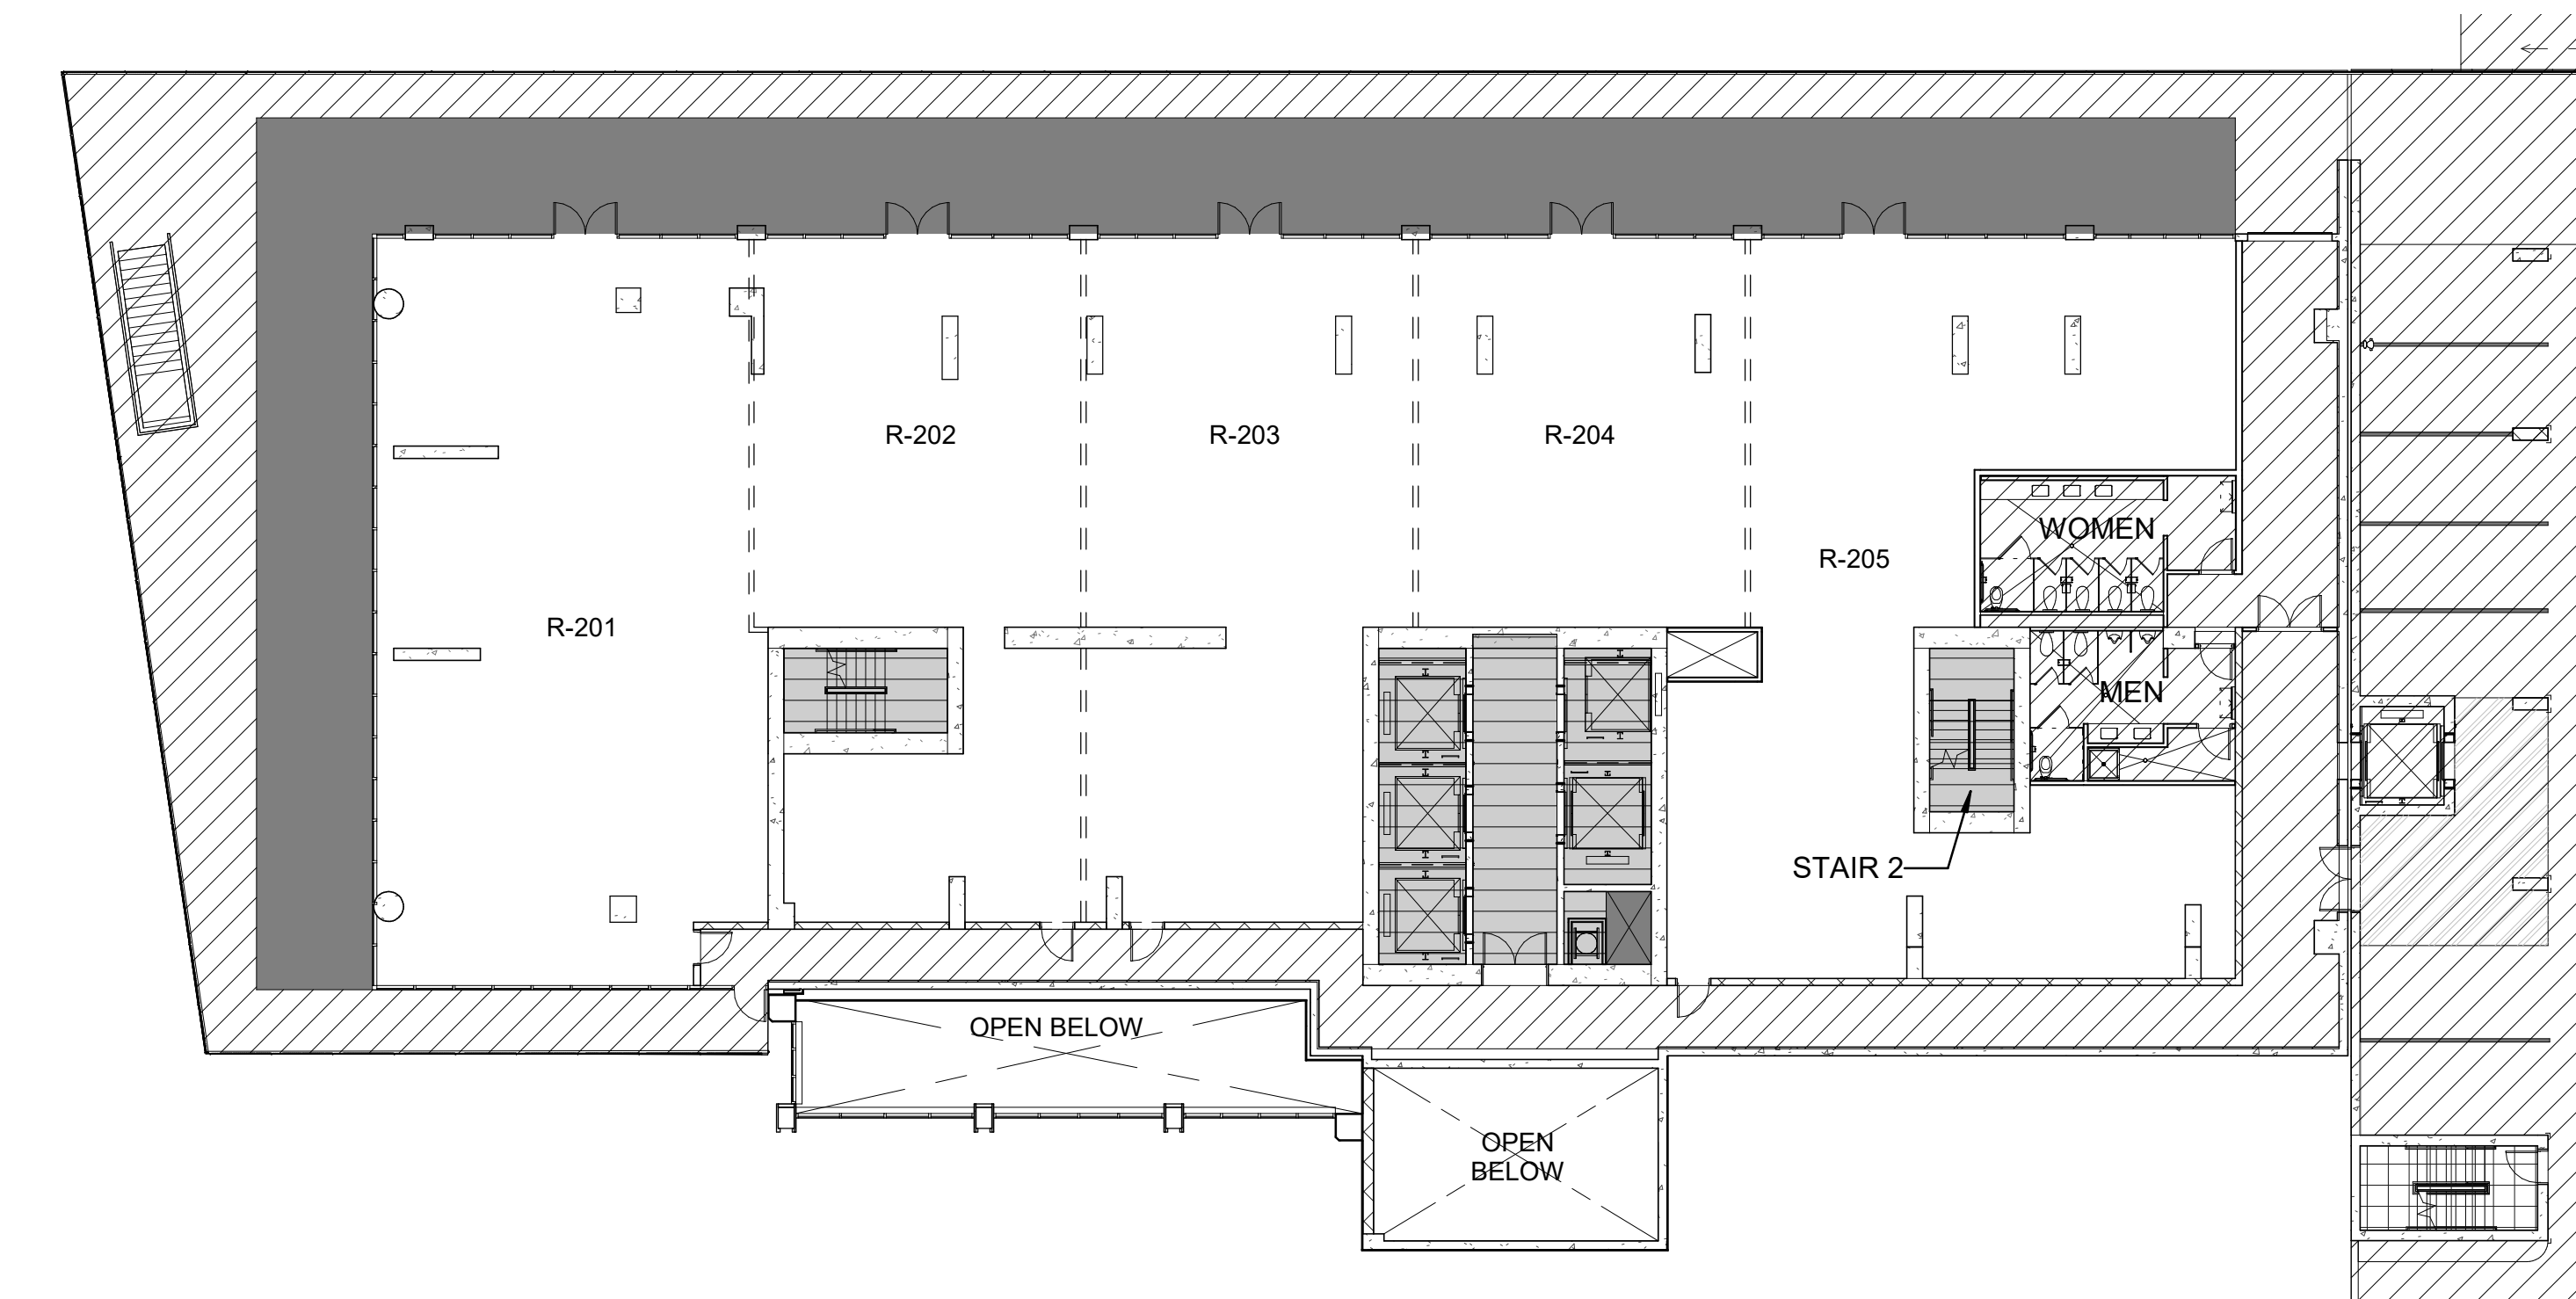 R-202
R-203
R-204
WOMEN
R-205
R-201
MEN
STAIR 2
OPEN BELOW
OPEN
BELOW